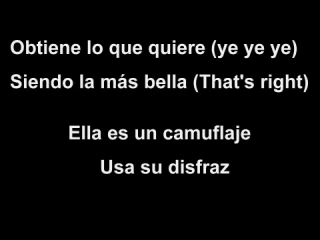 Obtiene lo que quiere (ye ye ye)
Siendo la más bella (That's right)
Ella es un camuflaje
Usa su disfraz